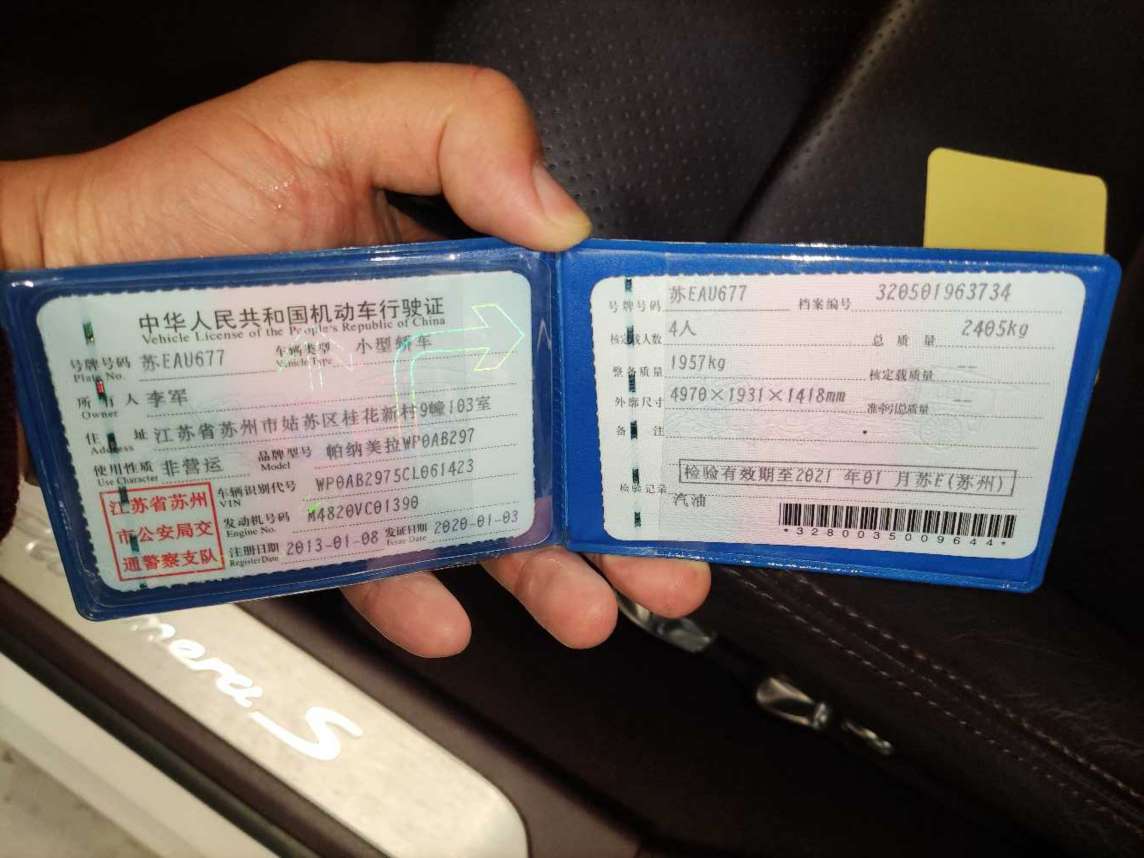 中华人民共和国机动车行驶证
Vehicle License of the People's Republic of China
号牌号码 苏EAU677 车辆类型 小型轿车
Plate No. Vehicle Type
所有人 李军
Owner
住址 江苏省苏州市姑苏区桂花新村9幢103室
Address
使用性质 非营运 品牌型号 帕纳美拉WP0AB297
Use Character Model
江苏省苏州
市公安局交
通警察支队
车辆识别代号 WP0AB2975CL061423
VIN
发动机号码 M4820VC01390
Engine No.
注册日期 2013-01-08 发证日期 2020-01-03
Register Date Issue Date
号牌号码 苏EAU677 档案编号 320501963734
核定载人数 4人 总质量 2405kg
整备质量 1957kg 核定载质量 --
外廓尺寸 4970×1931×1418mm 准牵引总质量 --
备注
检验有效期至2021年01月苏E(苏州)
检验记录
汽油
*3280035009644*
amera S